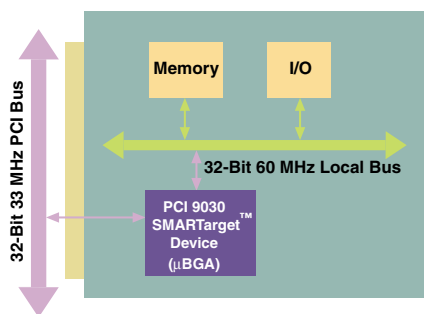 32-Bit 33 MHz PCI Bus
Memory
I/O
32-Bit 60 MHz Local Bus
PCI 9030
SMARTarget™
Device
(µBGA)